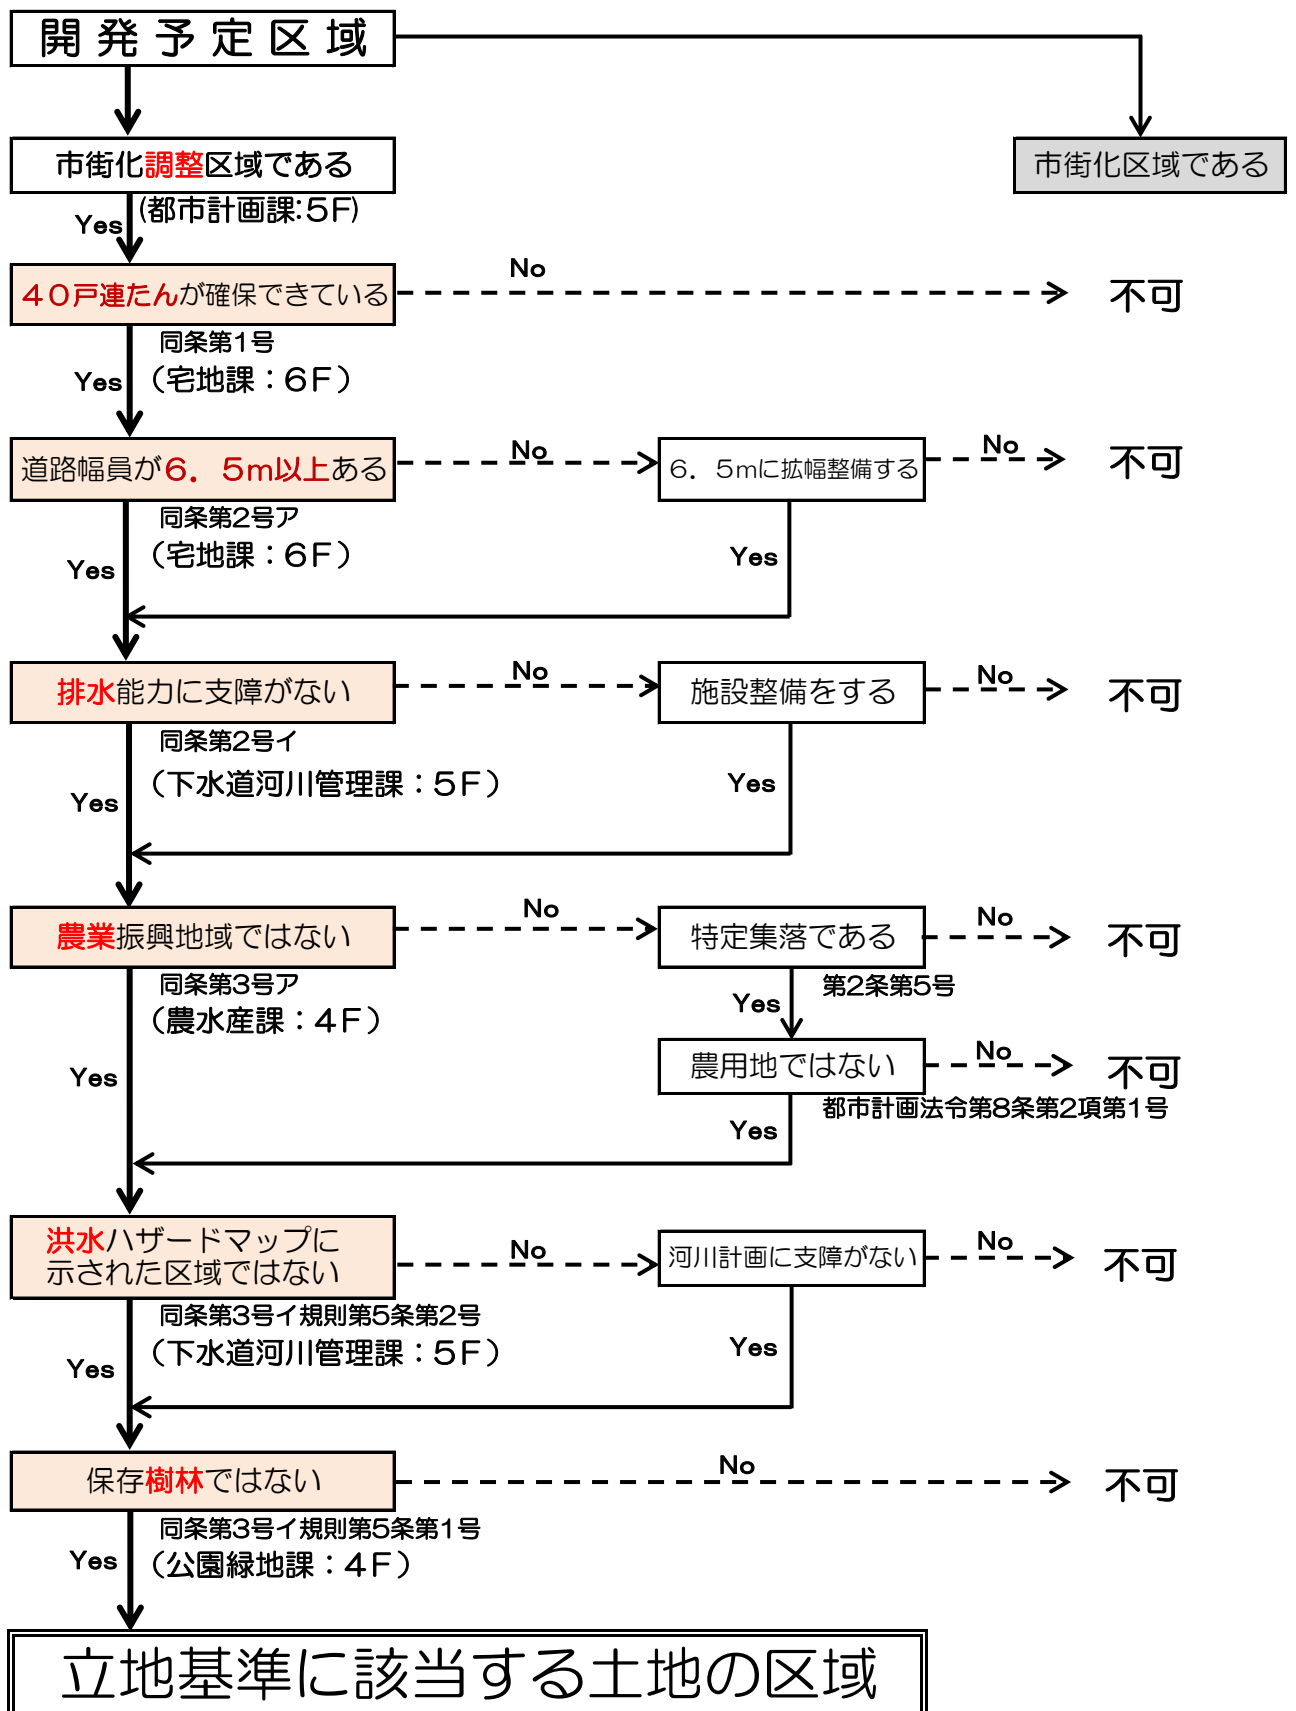 開発予定区域
市街化調整区域である
市街化区域である
(都市計画課:5F)
Yes
４０戸連たんが確保できている
No
不可
同条第1号
Yes
（宅地課：６F）
道路幅員が６．５ｍ以上ある
No
６．５ｍに拡幅整備する
No
不可
同条第2号ア
（宅地課：６F）
Yes
Yes
排水能力に支障がない
No
施設整備をする
No
不可
同条第2号イ
（下水道河川管理課：５F）
Yes
Yes
農業振興地域ではない
No
特定集落である
No
不可
同条第3号ア
第2条第5号
（農水産課：４F）
Yes
農用地ではない
No
不可
Yes
都市計画法令第8条第2項第1号
Yes
洪水ハザードマップに
示された区域ではない
No
河川計画に支障がない
No
不可
同条第3号イ規則第5条第2号
（下水道河川管理課：５F）
Yes
Yes
保存樹林ではない
No
不可
同条第3号イ規則第5条第1号
Yes
（公園緑地課：４F）
立地基準に該当する土地の区域